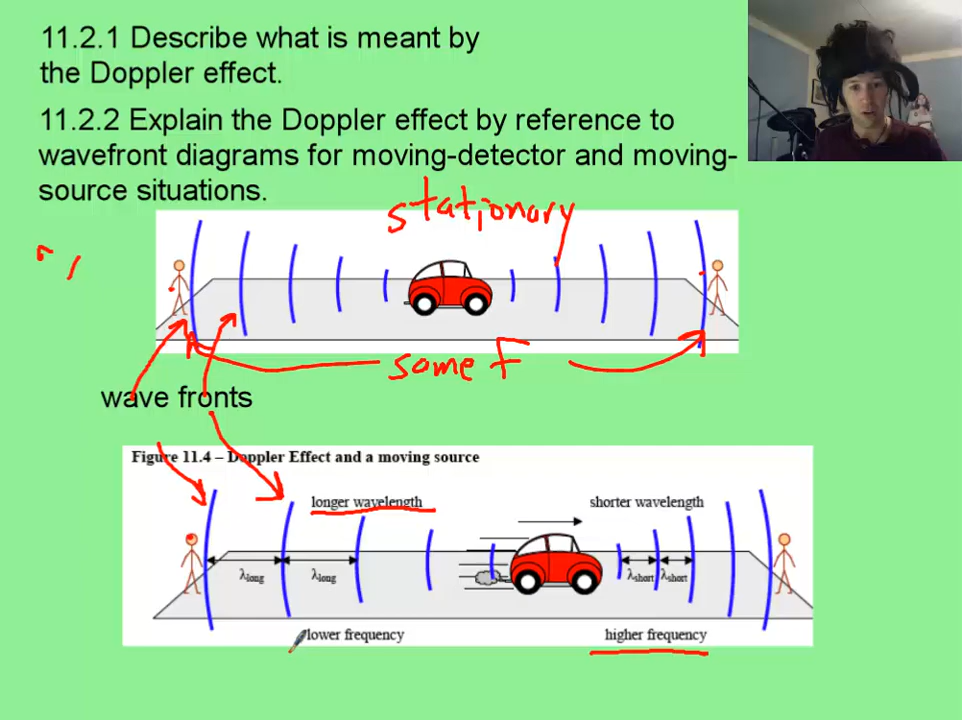 11.2.1 Describe what is meant by
the Doppler effect.
11.2.2 Explain the Doppler effect by reference to
wavefront diagrams for moving-detector and moving-
source situations.
stationary
same F
wave fronts
Figure 11.4 – Doppler Effect and a moving source
longer wavelength shorter wavelength
λlong λlong λshort λshort
lower frequency higher frequency